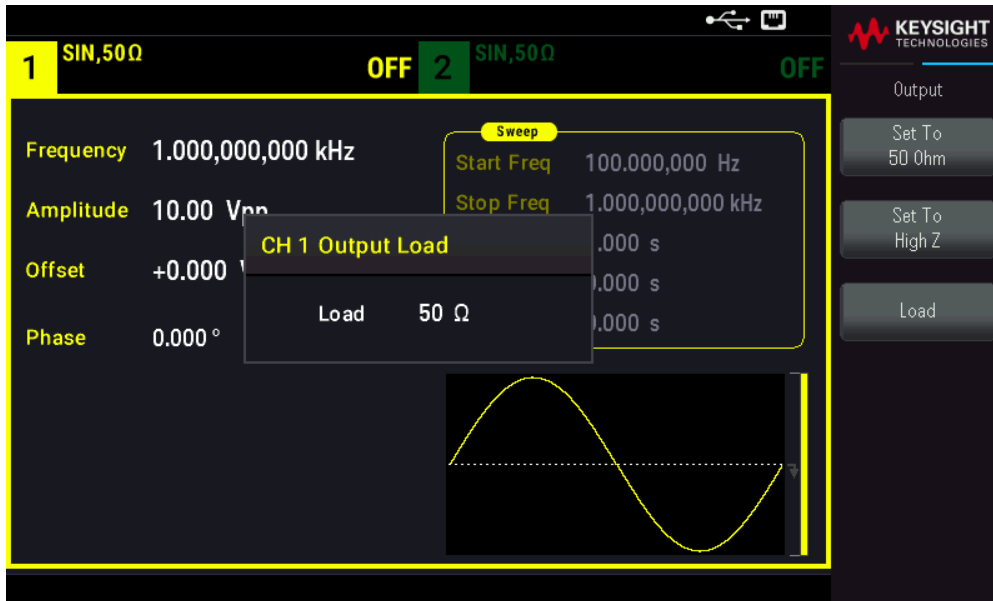 KEYSIGHT
TECHNOLOGIES
1 SIN,50Ω OFF
2 SIN,50Ω OFF
Output
Set To
50 Ohm
Set To
High Z
Load
Frequency 1.000,000,000 kHz
Amplitude 10.00 Vpp
Offset +0.000
Phase 0.000 °
Sweep
Start Freq 100.000,000 Hz
Stop Freq 1.000,000,000 kHz
.000 s
.000 s
.000 s
CH 1 Output Load
Load 50 Ω